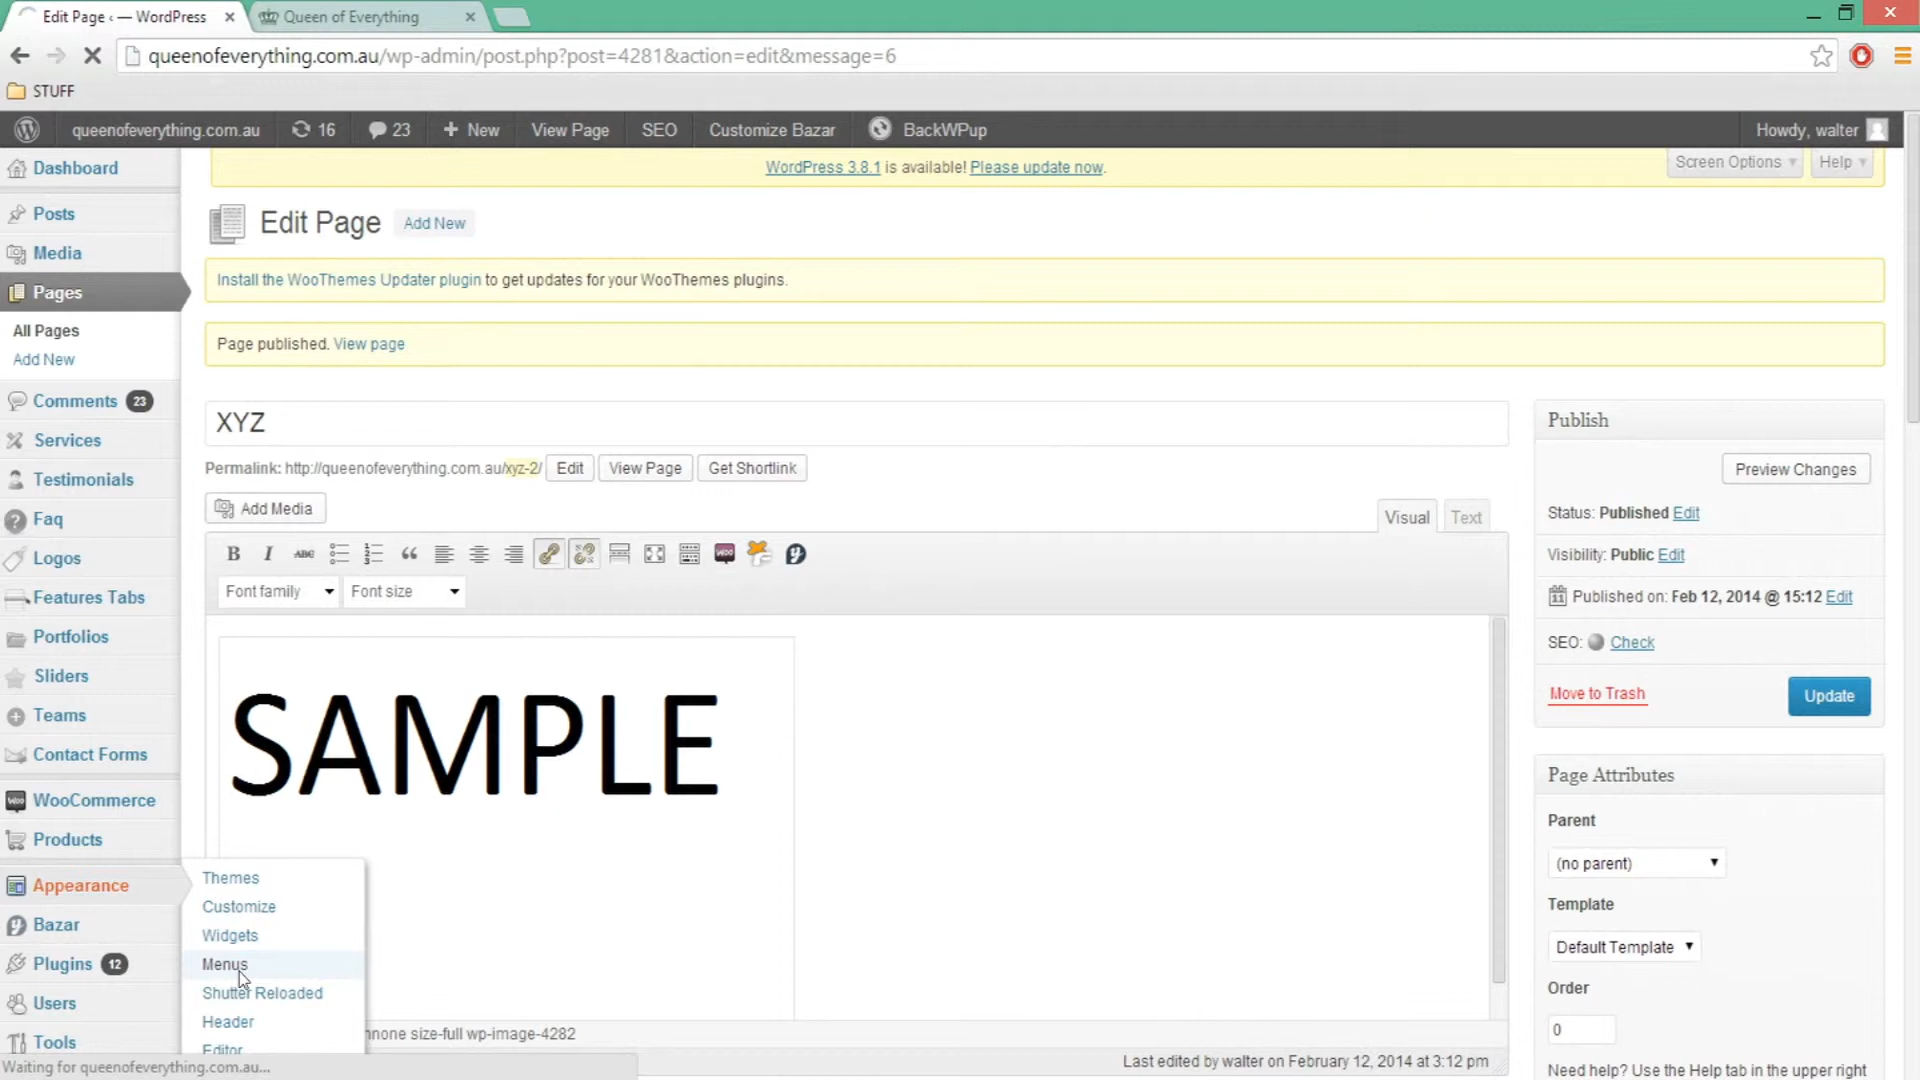 Edit Page ‹ — WordPress
Queen of Everything
queenofeverything.com.au/wp-admin/post.php?post=4281&action=edit&message=6
STUFF
queenofeverything.com.au 16 23 New View Page SEO Customize Bazar BackWPup Howdy, walter
WordPress 3.8.1 is available! Please update now.
Screen Options Help
Dashboard
Posts
Media
Pages
All Pages
Add New
Comments 23
Services
Testimonials
Faq
Logos
Features Tabs
Portfolios
Sliders
Teams
Contact Forms
WooCommerce
Products
Appearance
Bazar
Plugins 12
Users
Tools
Themes
Customize
Widgets
Menus
Shutter Reloaded
Header
Editor
Edit Page Add New
Install the WooThemes Updater plugin to get updates for your WooThemes plugins.
Page published. View page
XYZ
Permalink: http://queenofeverything.com.au/xyz-2/ Edit View Page Get Shortlink
Add Media
Visual Text
B I ABC
Font family Font size
SAMPLE
nnone size-full wp-image-4282
Last edited by walter on February 12, 2014 at 3:12 pm
Publish
Preview Changes
Status: Published Edit
Visibility: Public Edit
11 Published on: Feb 12, 2014 @ 15:12 Edit
SEO: Check
Move to Trash
Update
Page Attributes
Parent
(no parent)
Template
Default Template
Order
0
Need help? Use the Help tab in the upper right
Waiting for queenofeverything.com.au...